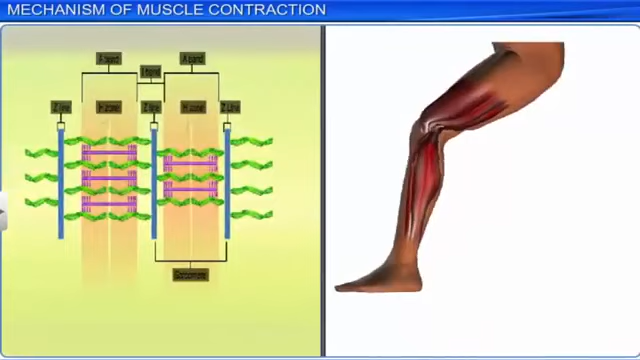 MECHANISM OF MUSCLE CONTRACTION
A band
A band
I band
Z line
H zone
Z line
H zone
Z Line
Sarcomere